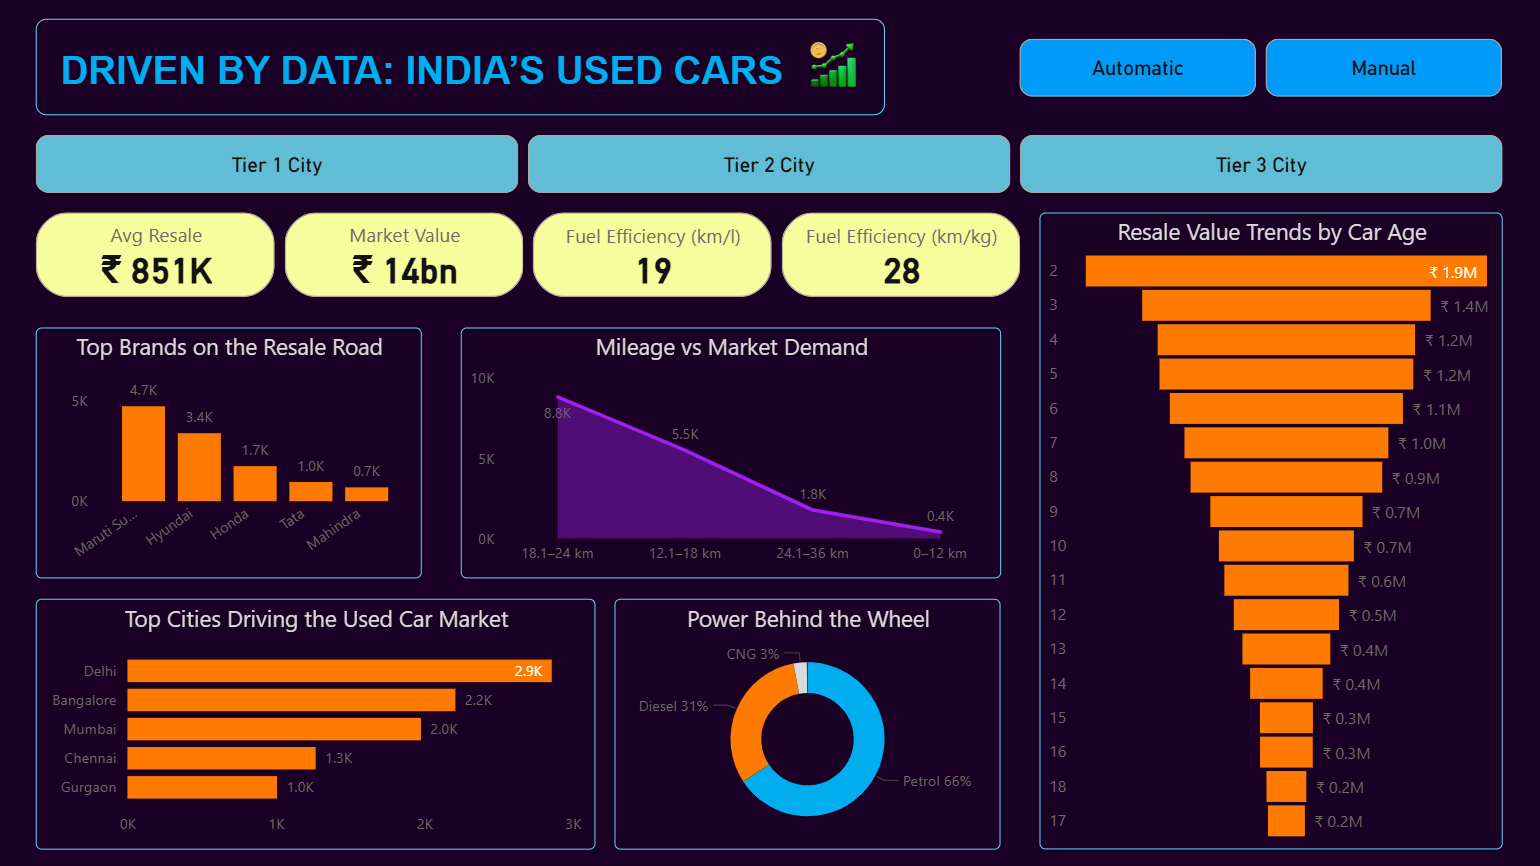 DRIVEN BY DATA: INDIA’S USED CARS
Automatic
Manual
Tier 1 City
Tier 2 City
Tier 3 City
Avg Resale
₹ 851K
Market Value
₹ 14bn
Fuel Efficiency (km/l)
19
Fuel Efficiency (km/kg)
28
Top Brands on the Resale Road
5K
0K
4.7K
3.4K
1.7K
1.0K
0.7K
Maruti Su...
Hyundai
Honda
Tata
Mahindra
Mileage vs Market Demand
10K
5K
0K
8.8K
5.5K
1.8K
0.4K
18.1–24 km
12.1–18 km
24.1–36 km
0–12 km
Top Cities Driving the Used Car Market
Delhi 2.9K
Bangalore 2.2K
Mumbai 2.0K
Chennai 1.3K
Gurgaon 1.0K
0K 1K 2K 3K
Power Behind the Wheel
CNG 3%
Diesel 31%
Petrol 66%
Resale Value Trends by Car Age
2 ₹ 1.9M
3 ₹ 1.4M
4 ₹ 1.2M
5 ₹ 1.2M
6 ₹ 1.1M
7 ₹ 1.0M
8 ₹ 0.9M
9 ₹ 0.7M
10 ₹ 0.7M
11 ₹ 0.6M
12 ₹ 0.5M
13 ₹ 0.4M
14 ₹ 0.4M
15 ₹ 0.3M
16 ₹ 0.3M
18 ₹ 0.2M
17 ₹ 0.2M